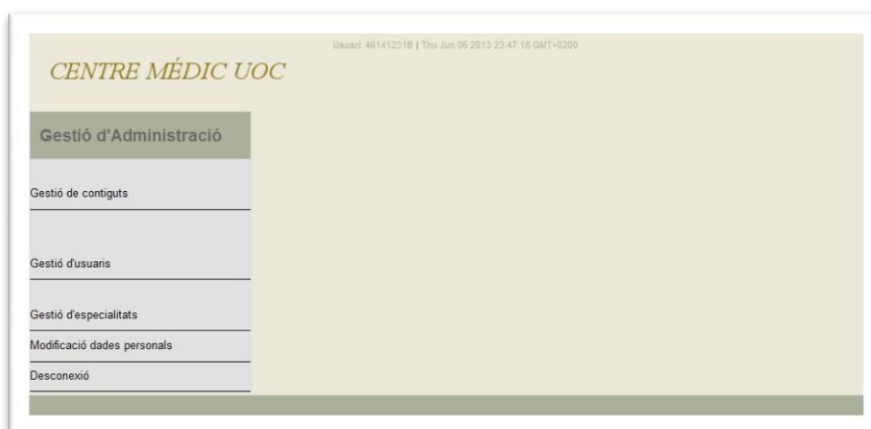 Usuari: 46141231B | Thu Jun 06 2013 23:47:18 GMT+0200
CENTRE MÉDIC UOC
Gestió d'Administració
Gestió de contiguts
Gestió d'usuaris
Gestió d'especialitats
Modificació dades personals
Desconexió